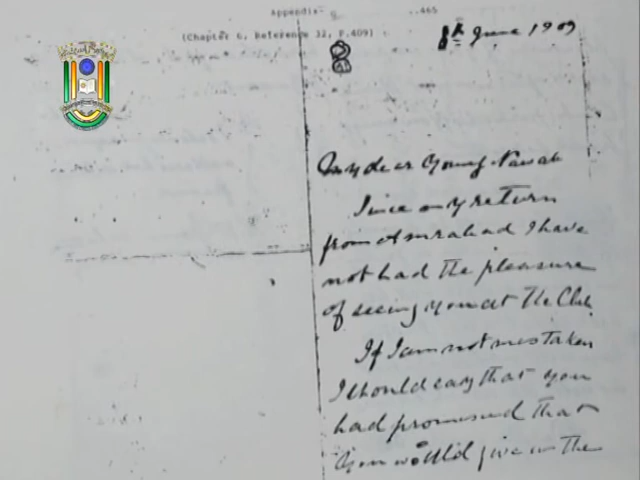 Appendix- ..465
(Chapter 6, Reference 32, P.409)
8th June 1909
8
My dear Young Nawab
Since my return
from Amrabad I have
not had the pleasure
of seeing you at the Club.
If I am not mistaken
I should say that you
had promised that
you would give in the